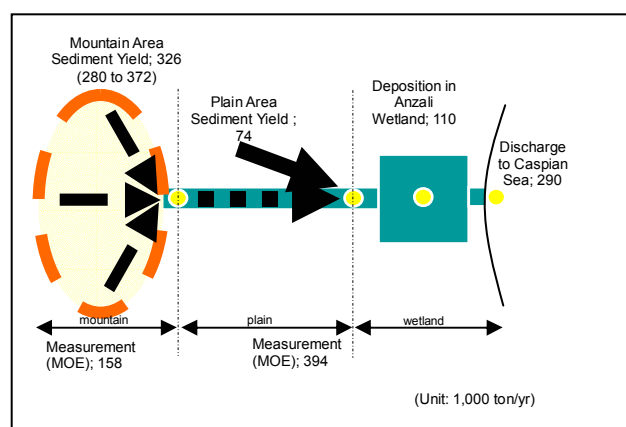 Mountain Area
Sediment Yield; 326
(280 to 372)
Plain Area
Sediment Yield ;
74
Deposition in
Anzali
Wetland; 110
Discharge
to Caspian
Sea; 290
mountain
plain
wetland
Measurement
(MOE); 158
Measurement
(MOE); 394
(Unit: 1,000 ton/yr)